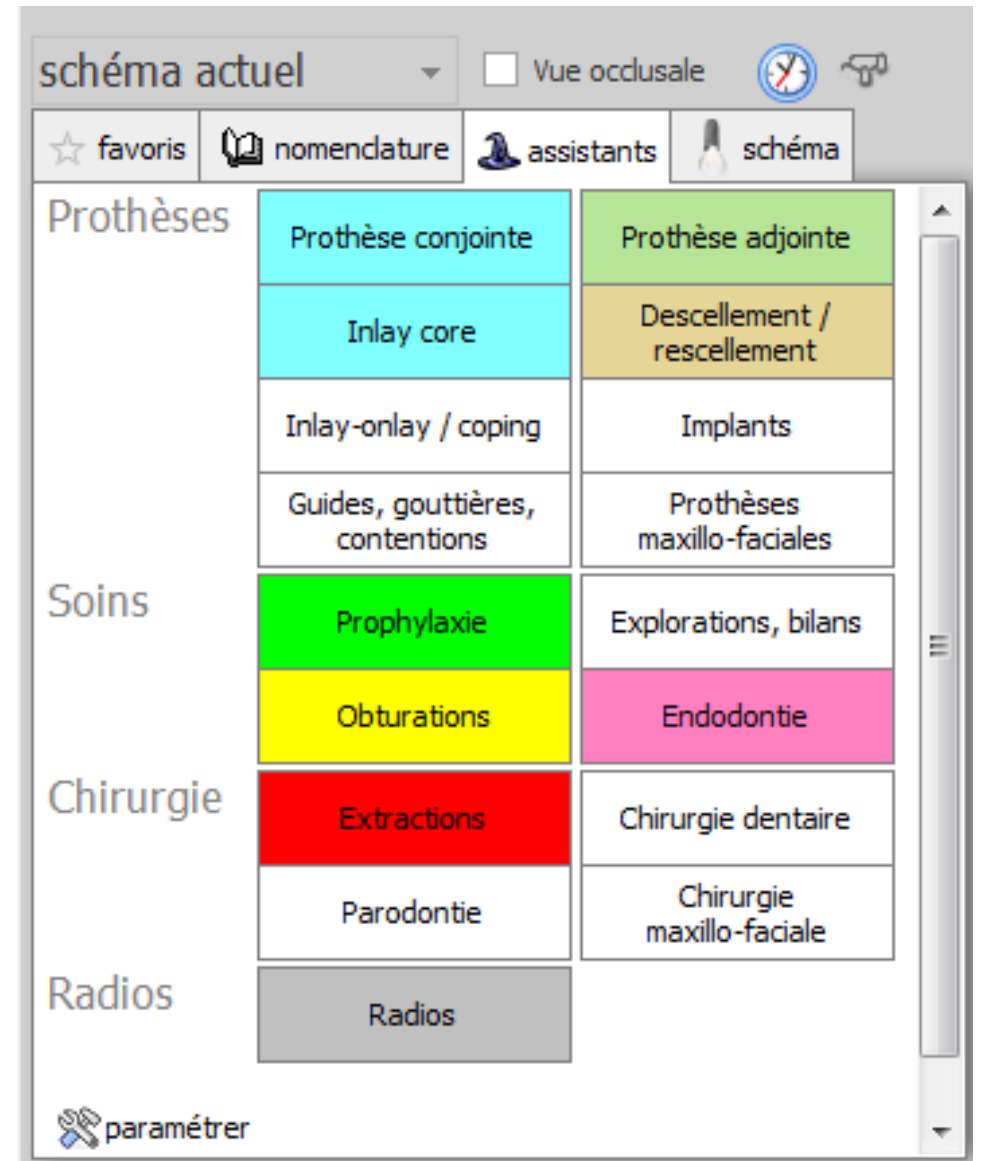 schéma actuel
Vue occlusale
favoris
nomenclature
assistants
schéma
Prothèses
Prothèse conjointe
Prothèse adjointe
Inlay core
Descellement /
rescellement
Inlay-onlay / coping
Implants
Guides, gouttières,
contentions
Prothèses
maxillo-faciales
Soins
Prophylaxie
Explorations, bilans
Obturations
Endodontie
Chirurgie
Extractions
Chirurgie dentaire
Parodontie
Chirurgie
maxillo-faciale
Radios
Radios
paramétrer